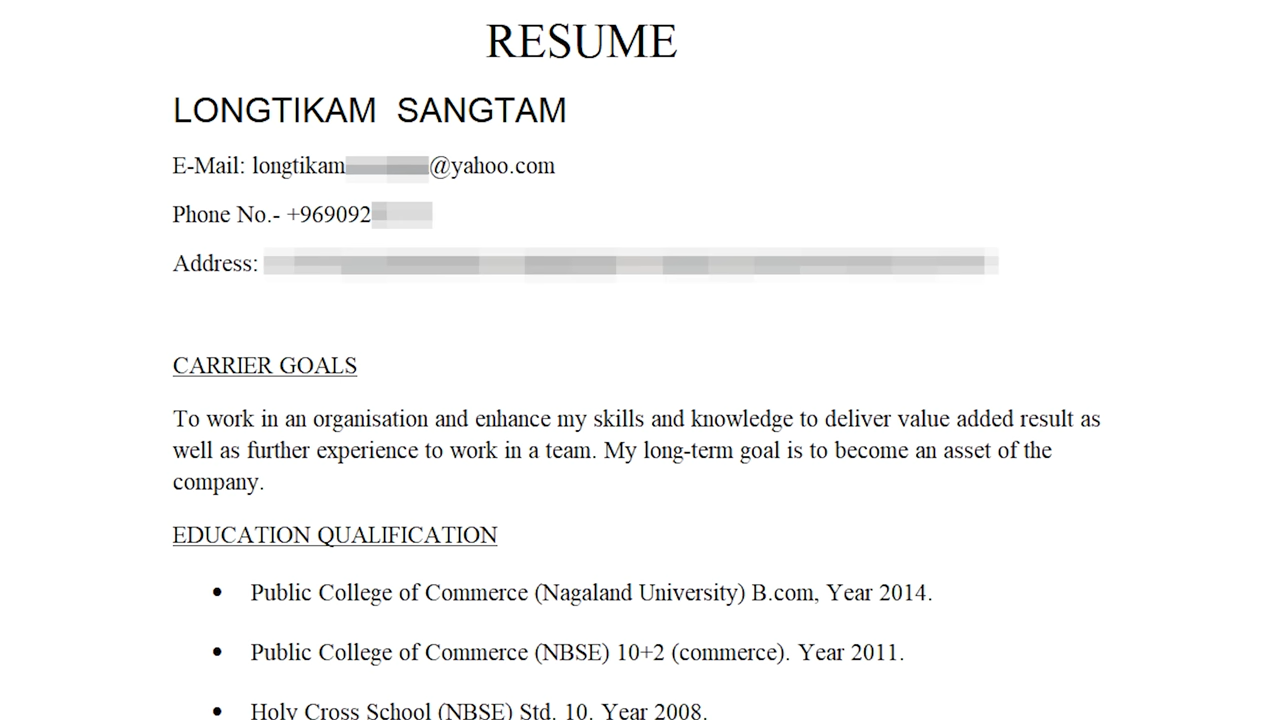 RESUME
LONGTIKAM SANGTAM
E-Mail: longtikam @yahoo.com
Phone No.- +969092
Address:
CARRIER GOALS
To work in an organisation and enhance my skills and knowledge to deliver value added result as
well as further experience to work in a team. My long-term goal is to become an asset of the
company.
EDUCATION QUALIFICATION
• Public College of Commerce (Nagaland University) B.com, Year 2014.
• Public College of Commerce (NBSE) 10+2 (commerce). Year 2011.
• Holy Cross School (NBSE) Std. 10. Year 2008.